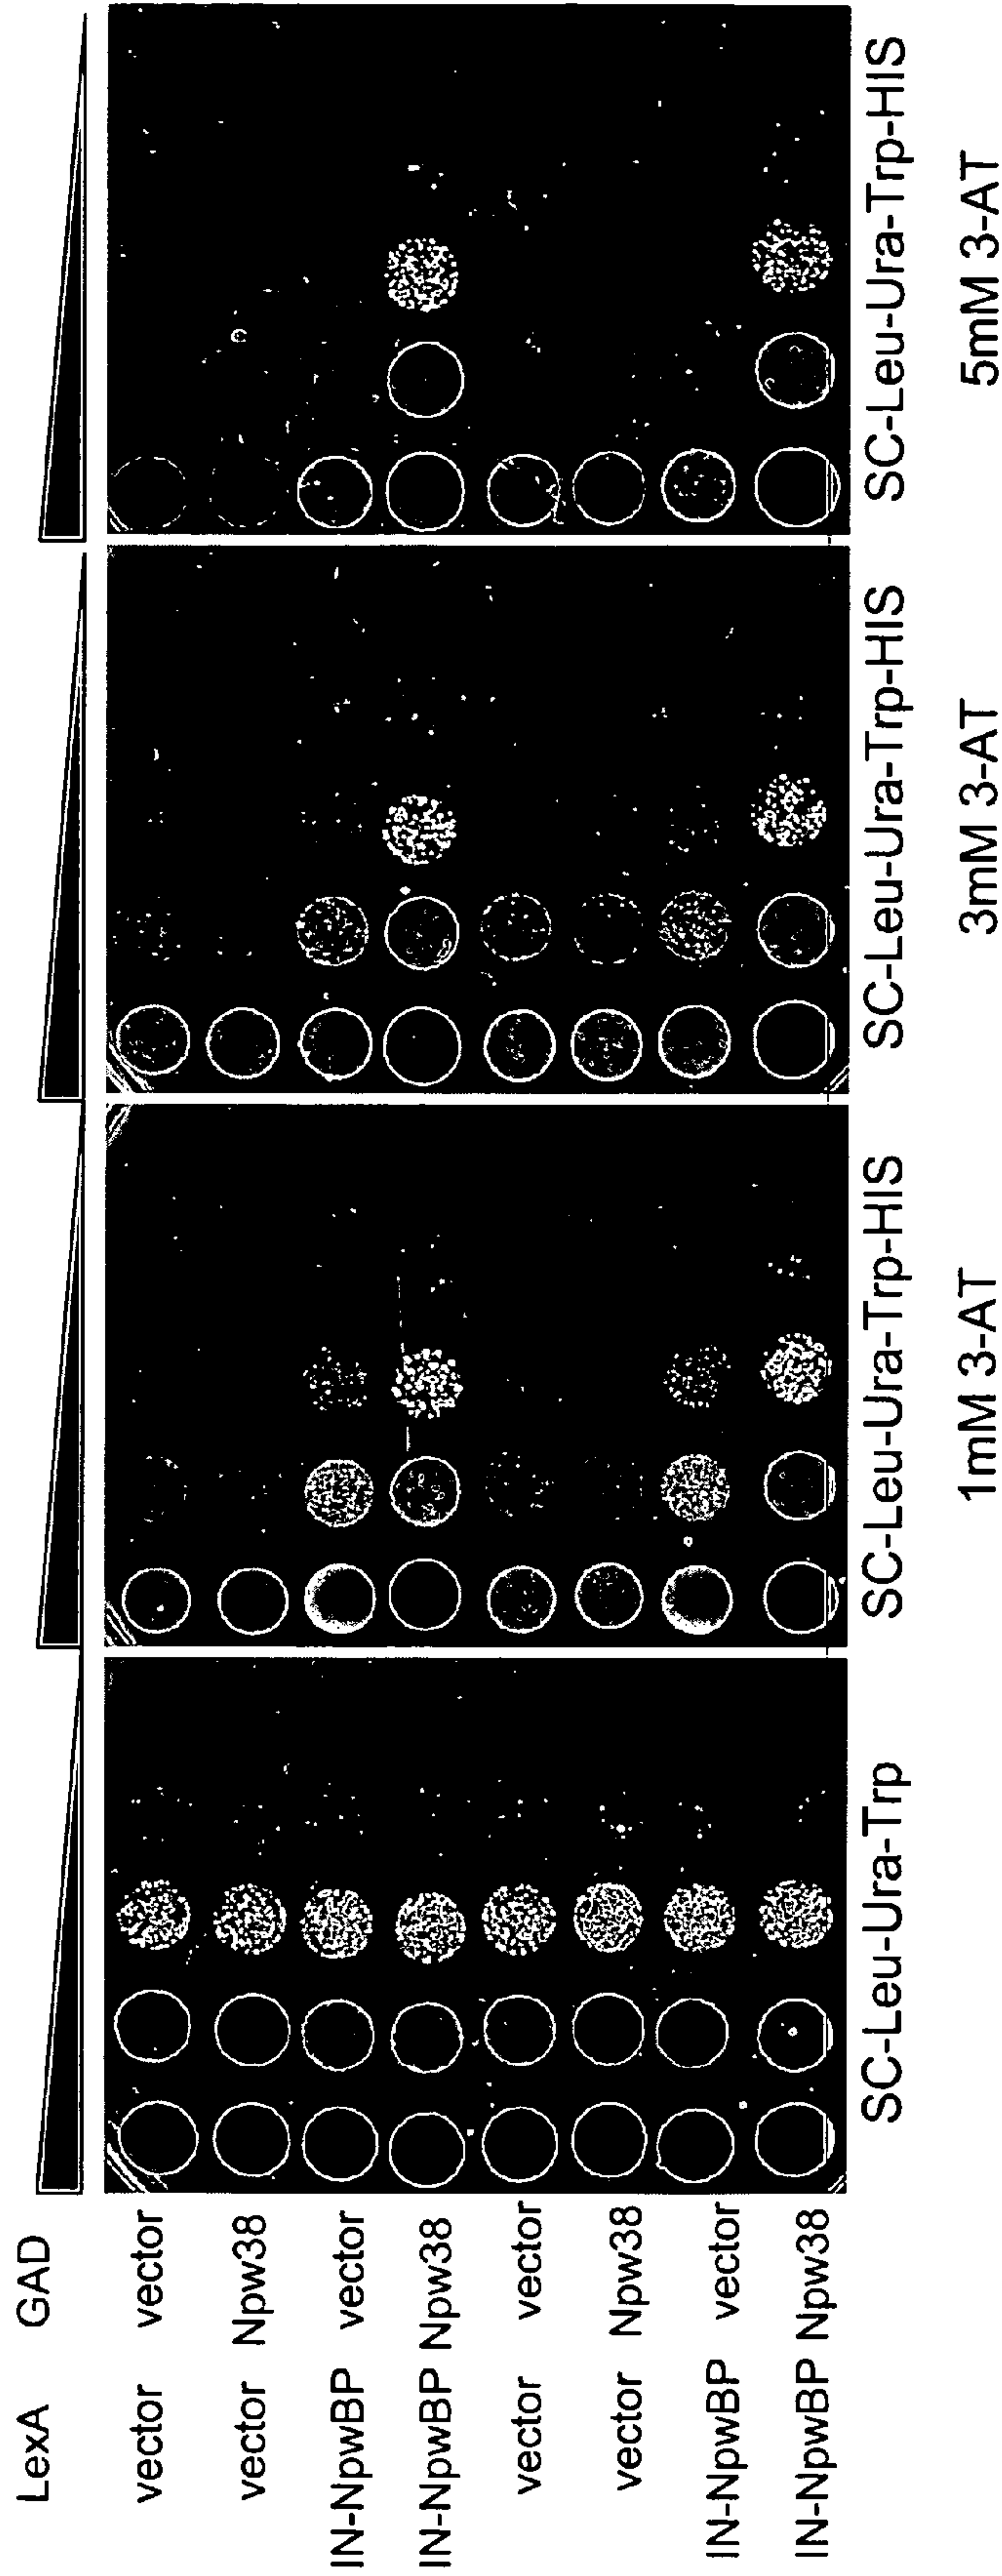 LexA GAD
vector vector
vector Npw38
IN-NpwBP vector
IN-NpwBP Npw38
vector vector
vector Npw38
IN-NpwBP vector
IN-NpwBP Npw38
SC-Leu-Ura-Trp SC-Leu-Ura-Trp-HIS SC-Leu-Ura-Trp-HIS SC-Leu-Ura-Trp-HIS
1mM 3-AT 3mM 3-AT 5mM 3-AT